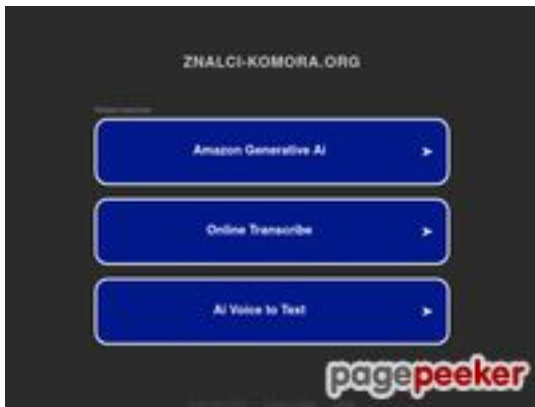 ZNALCI-KOMORA.ORG
Amazon Generative Ai
Online Transcribe
Ai Voice to Text
pagepeeker